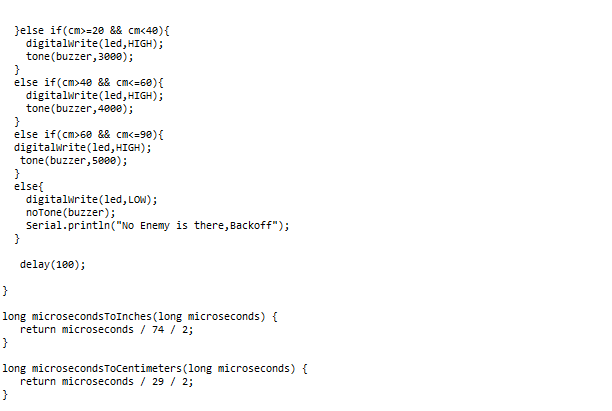 }else if(cm>=20 && cm<40){
digitalWrite(led,HIGH);
tone(buzzer,3000);
}
else if(cm>40 && cm<=60){
digitalWrite(led,HIGH);
tone(buzzer,4000);
}
else if(cm>60 && cm<=90){
digitalWrite(led,HIGH);
tone(buzzer,5000);
}
else{
digitalWrite(led,LOW);
noTone(buzzer);
Serial.println("No Enemy is there,Backoff");
}
delay(100);
}
long microsecondsToInches(long microseconds) {
return microseconds / 74 / 2;
}
long microsecondsToCentimeters(long microseconds) {
return microseconds / 29 / 2;
}